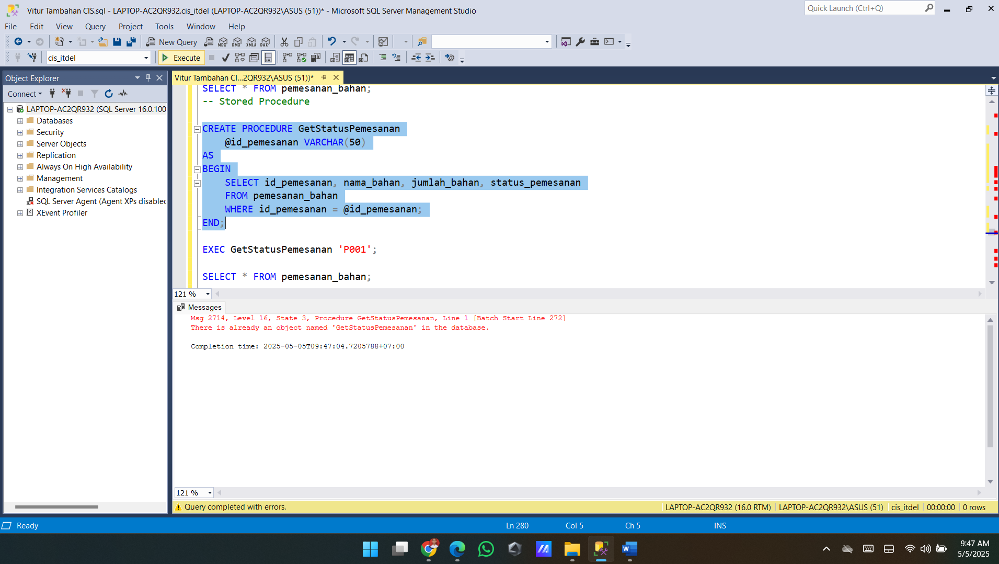 Vitur Tambahan CIS.sql - LAPTOP-AC2QR932.cis_itdel (LAPTOP-AC2QR932\ASUS (51))* - Microsoft SQL Server Management Studio
Quick Launch (Ctrl+Q)
File Edit View Query Project Tools Window Help
New Query MDX DMX XMLA DAX
cis_itdel Execute
Object Explorer
Connect
LAPTOP-AC2QR932 (SQL Server 16.0.100
Databases
Security
Server Objects
Replication
Always On High Availability
Management
Integration Services Catalogs
SQL Server Agent (Agent XPs disabled
XEvent Profiler
Vitur Tambahan CI...2QR932\ASUS (51))*
SELECT * FROM pemesanan_bahan;
-- Stored Procedure
CREATE PROCEDURE GetStatusPemesanan
@id_pemesanan VARCHAR(50)
AS
BEGIN
SELECT id_pemesanan, nama_bahan, jumlah_bahan, status_pemesanan
FROM pemesanan_bahan
WHERE id_pemesanan = @id_pemesanan;
END;
EXEC GetStatusPemesanan 'P001';
SELECT * FROM pemesanan_bahan;
121 %
Messages
Msg 2714, Level 16, State 3, Procedure GetStatusPemesanan, Line 1 [Batch Start Line 272]
There is already an object named 'GetStatusPemesanan' in the database.
Completion time: 2025-05-05T09:47:04.7205788+07:00
121 %
Query completed with errors.
LAPTOP-AC2QR932 (16.0 RTM) LAPTOP-AC2QR932\ASUS (51) cis_itdel 00:00:00 0 rows
Ready Ln 280 Col 5 Ch 5 INS
9:47 AM
5/5/2025